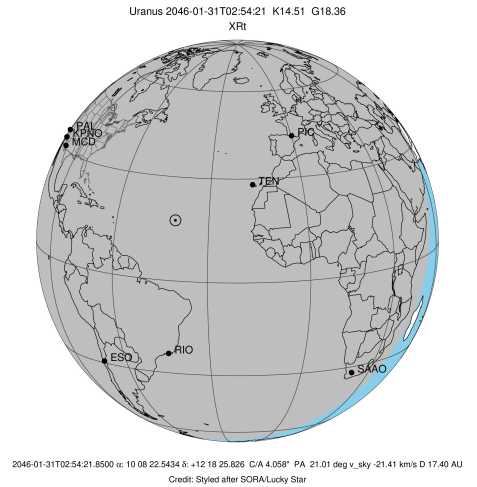 Uranus 2046-01-31T02:54:21 K14.51 G18.36
XRt
PAL
KPNO
MCD
PIC
TEN
RIO
ESO
SAAO
2046-01-31T02:54:21.8500 α: 10 08 22.5434 δ: +12 18 25.826 C/A 4.058" PA 21.01 deg v_sky -21.41 km/s D 17.40 AU
Credit: Styled after SORA/Lucky Star